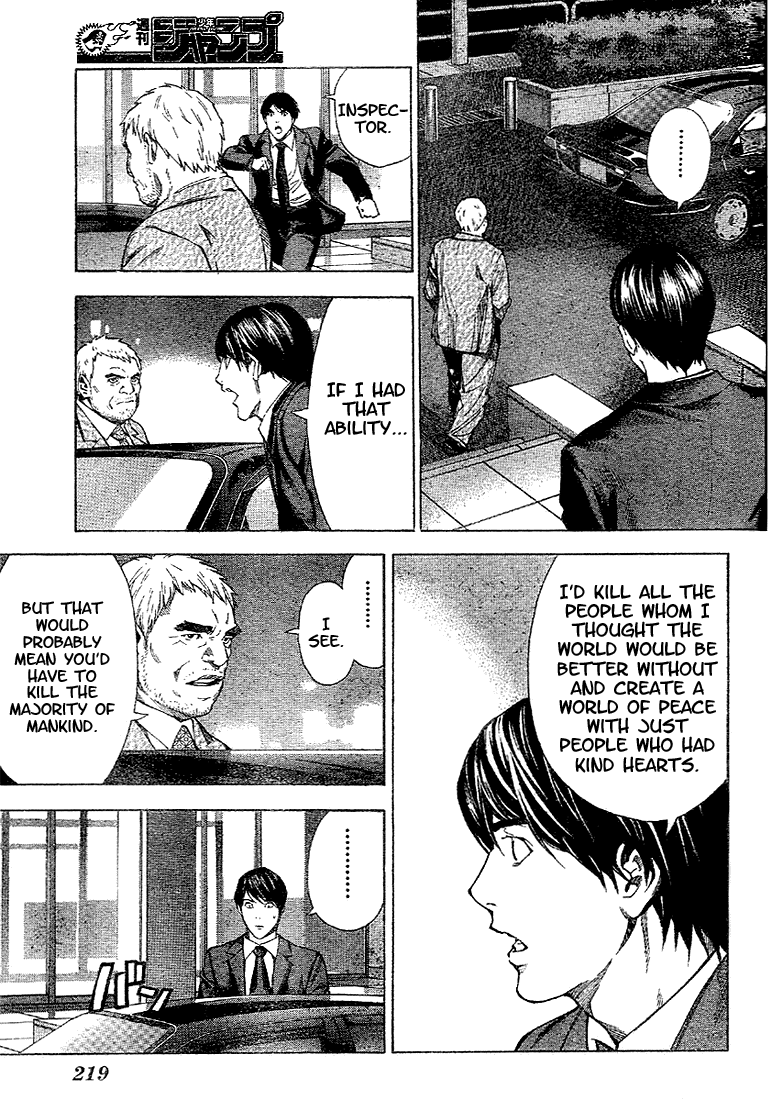 週刊
少年
ジャンプ
........
INSPEC-
TOR.
IF I HAD
THAT
ABILITY...
I'D KILL ALL THE
PEOPLE WHOM I
THOUGHT THE
WORLD WOULD BE
BETTER WITHOUT
AND CREATE A
WORLD OF PEACE
WITH JUST
PEOPLE WHO HAD
KIND HEARTS.
........
I
SEE.
BUT THAT
WOULD
PROBABLY
MEAN YOU'D
HAVE TO
KILL THE
MAJORITY OF
MANKIND.
........
バン
219